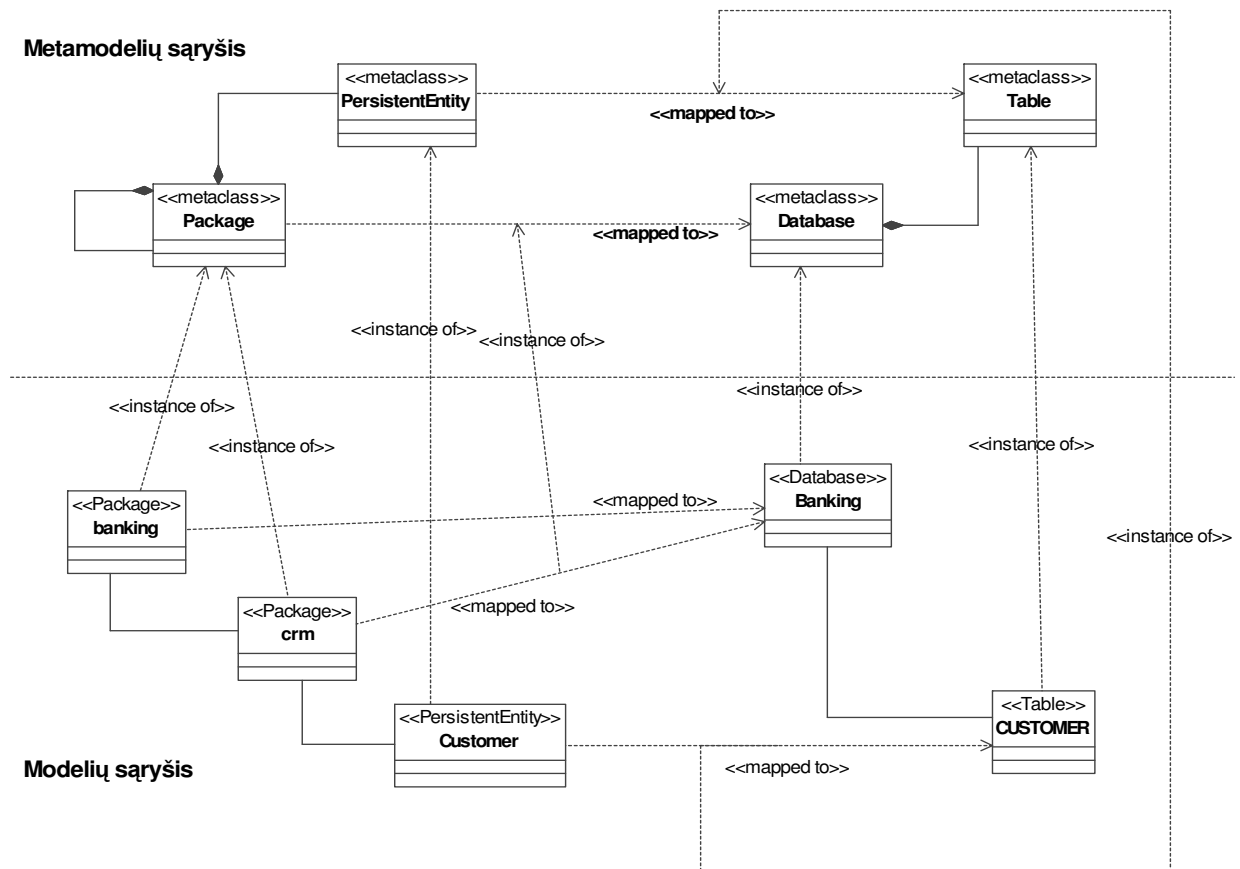 Metamodelių sąryšis
<<metaclass>>
PersistentEntity
<<metaclass>>
Table
<<mapped to>>
<<metaclass>>
Package
<<metaclass>>
Database
<<mapped to>>
<<instance of>>
<<instance of>>
<<instance of>>
<<instance of>>
<<instance of>>
<<instance of>>
<<Package>>
banking
<<mapped to>>
<<Database>>
Banking
<<instance of>>
<<Package>>
crm
<<mapped to>>
<<PersistentEntity>>
Customer
<<Table>>
CUSTOMER
<<mapped to>>
Modelių sąryšis